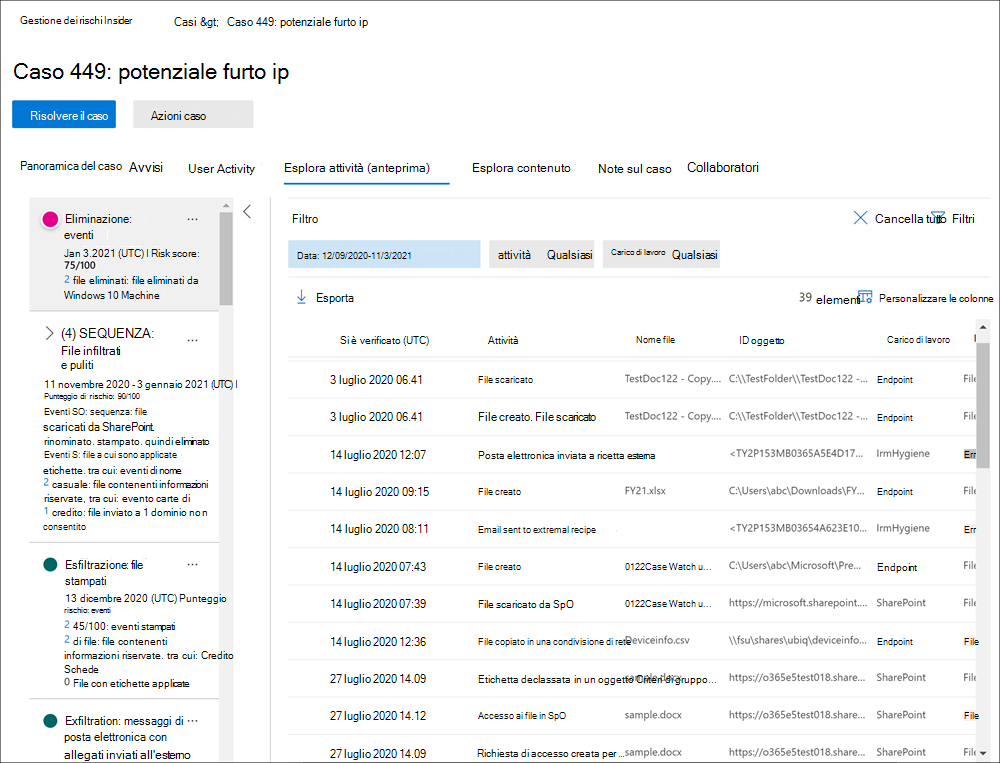 Gestione dei rischi Insider
Casi &gt; Caso 449: potenziale furto ip
Caso 449: potenziale furto ip
Risolvere il caso
Azioni caso
Panoramica del caso Avvisi User Activity Esplora attività (anteprima) Esplora contenuto Note sul caso Collaboratori
Eliminazione: ...
eventi
Jan 3.2021 (UTC) I Risk score:
75/100
2 file eliminati: file eliminati da
Windows 10 Machine
(4) SEQUENZA: ...
File infiltrati
e puliti
11 novembre 2020 - 3 gennaio 2021 (UTC) I
Punteggio di rischio: 90/100
Eventi SO: sequenza: file
scaricati da SharePoint.
rinominato. stampato. quindi eliminato
Eventi S: file a cui sono applicate
etichette. tra cui: eventi di nome
2 casuale: file contenenti informazioni
riservate, tra cui: evento carte di
1 credito: file inviato a 1 dominio non
consentito
Esfiltrazione: file ...
stampati
13 dicembre 2020 (UTC) Punteggio
rischio: eventi
2 45/100: eventi stampati
2 di file: file contenenti
informazioni riservate. tra cui: Credito
Schede
0 File con etichette applicate
Exfiltration: messaggi di ...
posta elettronica con
allegati inviati all'esterno
Filtro
Cancella tutto Filtri
Data: 12/09/2020-11/3/2021
attività Qualsiasi
Carico di lavoro Qualsiasi
Esporta
39 elementi Personalizzare le colonne
Si è verificato (UTC) Attività Nome file ID oggetto Carico di lavoro
3 luglio 2020 06.41 File scaricato TestDoc122 - Copy.... C:\\TestFolder\\TestDoc122 -... Endpoint File
3 luglio 2020 06.41 File creato. File scaricato TestDoc122 - Copy.... C:\\TestFolder\\TestDoc122 -... Endpoint File
14 luglio 2020 12:07 Posta elettronica inviata a ricetta esterna <TY2P153MB0365A5E4D17... IrmHygiene Em
14 luglio 2020 09:15 File creato FY21.xlsx C:\Users\abc\Downloads\FY... Endpoint File
14 luglio 2020 08:11 Email sent to extremal recipe <TY2P153MB03654A623E10... IrmHygiene Em
14 luglio 2020 07:43 File creato 0122Case Watch u... C:\Users\abc\Microsoft\Pre... Endpoint File
14 luglio 2020 07:39 File scaricato da SpO 0122Case Watch u... https://microsoft.sharepoint.... SharePoint File
14 luglio 2020 12:36 File copiato in una condivisione di rete Deviceinfo.csv \\fsu\shares\ubiq\deviceinfo... Endpoint File
27 luglio 2020 14.09 Etichetta declassata in un oggetto Criteri di gruppo... sample.docx https://o365e5test018.share... SharePoint File
27 luglio 2020 14.12 Accesso ai file in SpO sample.docx https://o365e5test018.share... SharePoint File
27 luglio 2020 14.09 Richiesta di accesso creata per ... sample.docx https://o365e5test018.share... SharePoint File